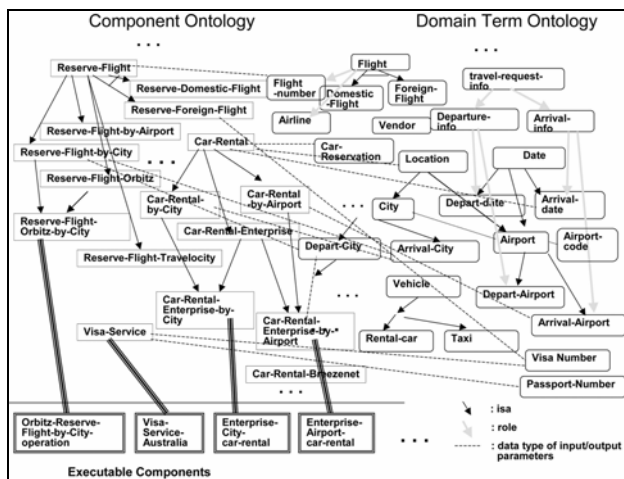 Component Ontology
Domain Term Ontology
. . .
. . .
Reserve-Flight
Reserve-Domestic-Flight
Reserve-Foreign-Flight
Reserve-Flight-by-Airport
Reserve-Flight-by-City
. . .
Reserve-Flight-Orbitz
Reserve-Flight-
Orbitz-by-City
Reserve-Flight-Travelocity
Car-Rental
Car-Rental-
by-City
Car-Rental-
by-Airport
Car-Rental-Enterprise
Car-Rental-
Enterprise-by-
City
Car-Rental-
Enterprise-by-
Airport
Visa-Service
Car-Rental-Breezenet
. . .
Flight
Flight
-number
Domestic
-Flight
Foreign-
Flight
Airline
Vendor
Car-
Reservation
travel-request-
info
Departure-
info
Arrival-
info
Location
Date
City
Depart-date
Arrival-
date
Depart-City
Arrival-City
Airport
Airport-
code
. . .
Vehicle
Depart-Airport
Arrival-Airport
Rental-car
Taxi
Visa Number
Passport-Number
Orbitz-Reserve-
Flight-by-City-
operation
Visa-
Service-
Australia
Enterprise-
City-
car-rental
Enterprise-
Airport-
car-rental
. . .
Executable Components
: isa
: role
: data type of input/output
parameters